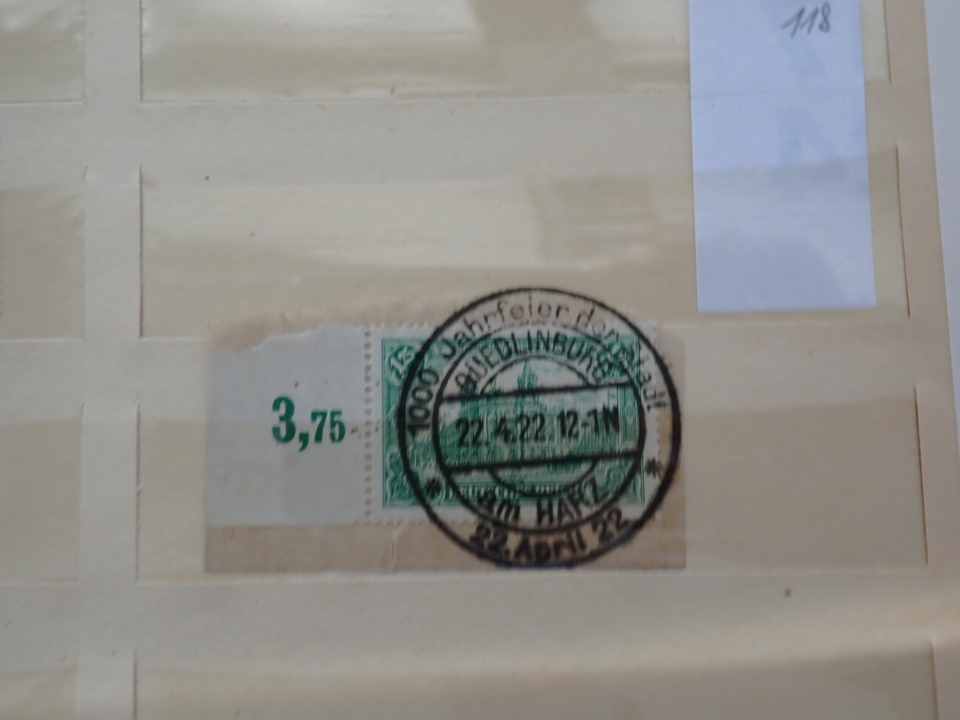 118
3,75
1000 Jahrfeier der Stadt
QUEDLINBURG
22.4.22.12-1N
am HARZ
22. April 22